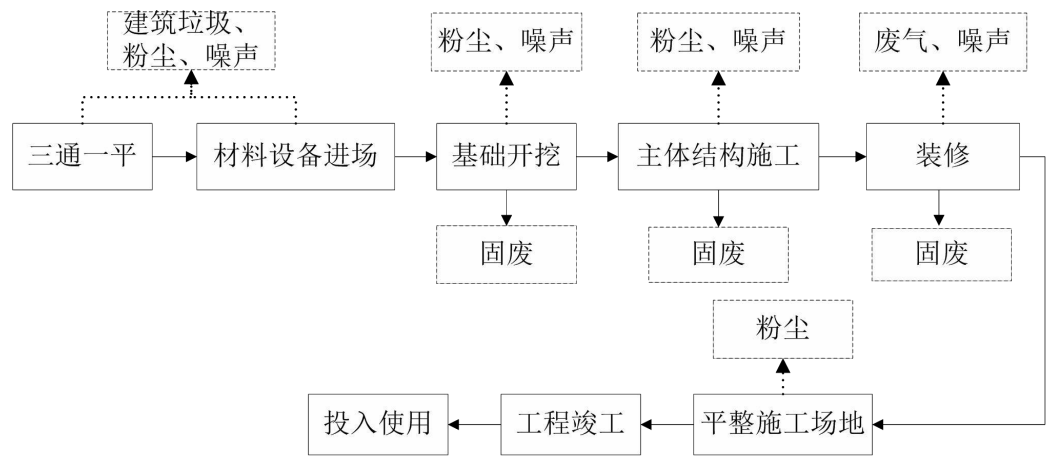 建筑垃圾、
粉尘、噪声
粉尘、噪声
粉尘、噪声
废气、噪声
三通一平
材料设备进场
基础开挖
主体结构施工
装修
固废
固废
固废
粉尘
投入使用
工程竣工
平整施工场地